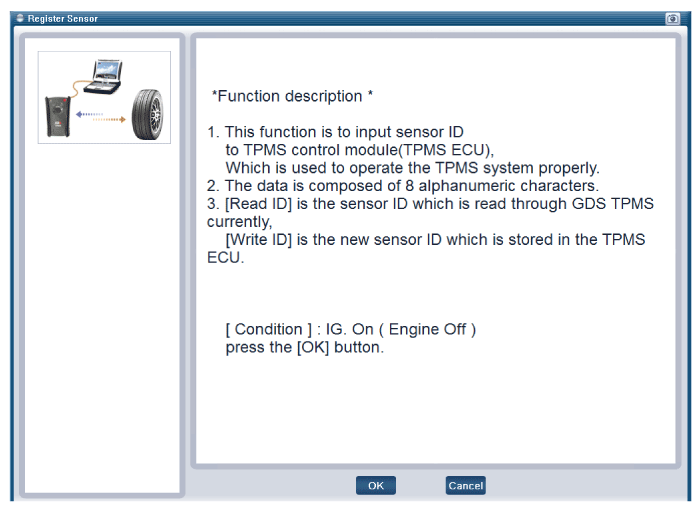 Register Sensor
*Function description *
1. This function is to input sensor ID
to TPMS control module(TPMS ECU),
Which is used to operate the TPMS system properly.
2. The data is composed of 8 alphanumeric characters.
3. [Read ID] is the sensor ID which is read through GDS TPMS
currently,
[Write ID] is the new sensor ID which is stored in the TPMS
ECU.
[ Condition ] : IG. On ( Engine Off )
press the [OK] button.
OK
Cancel